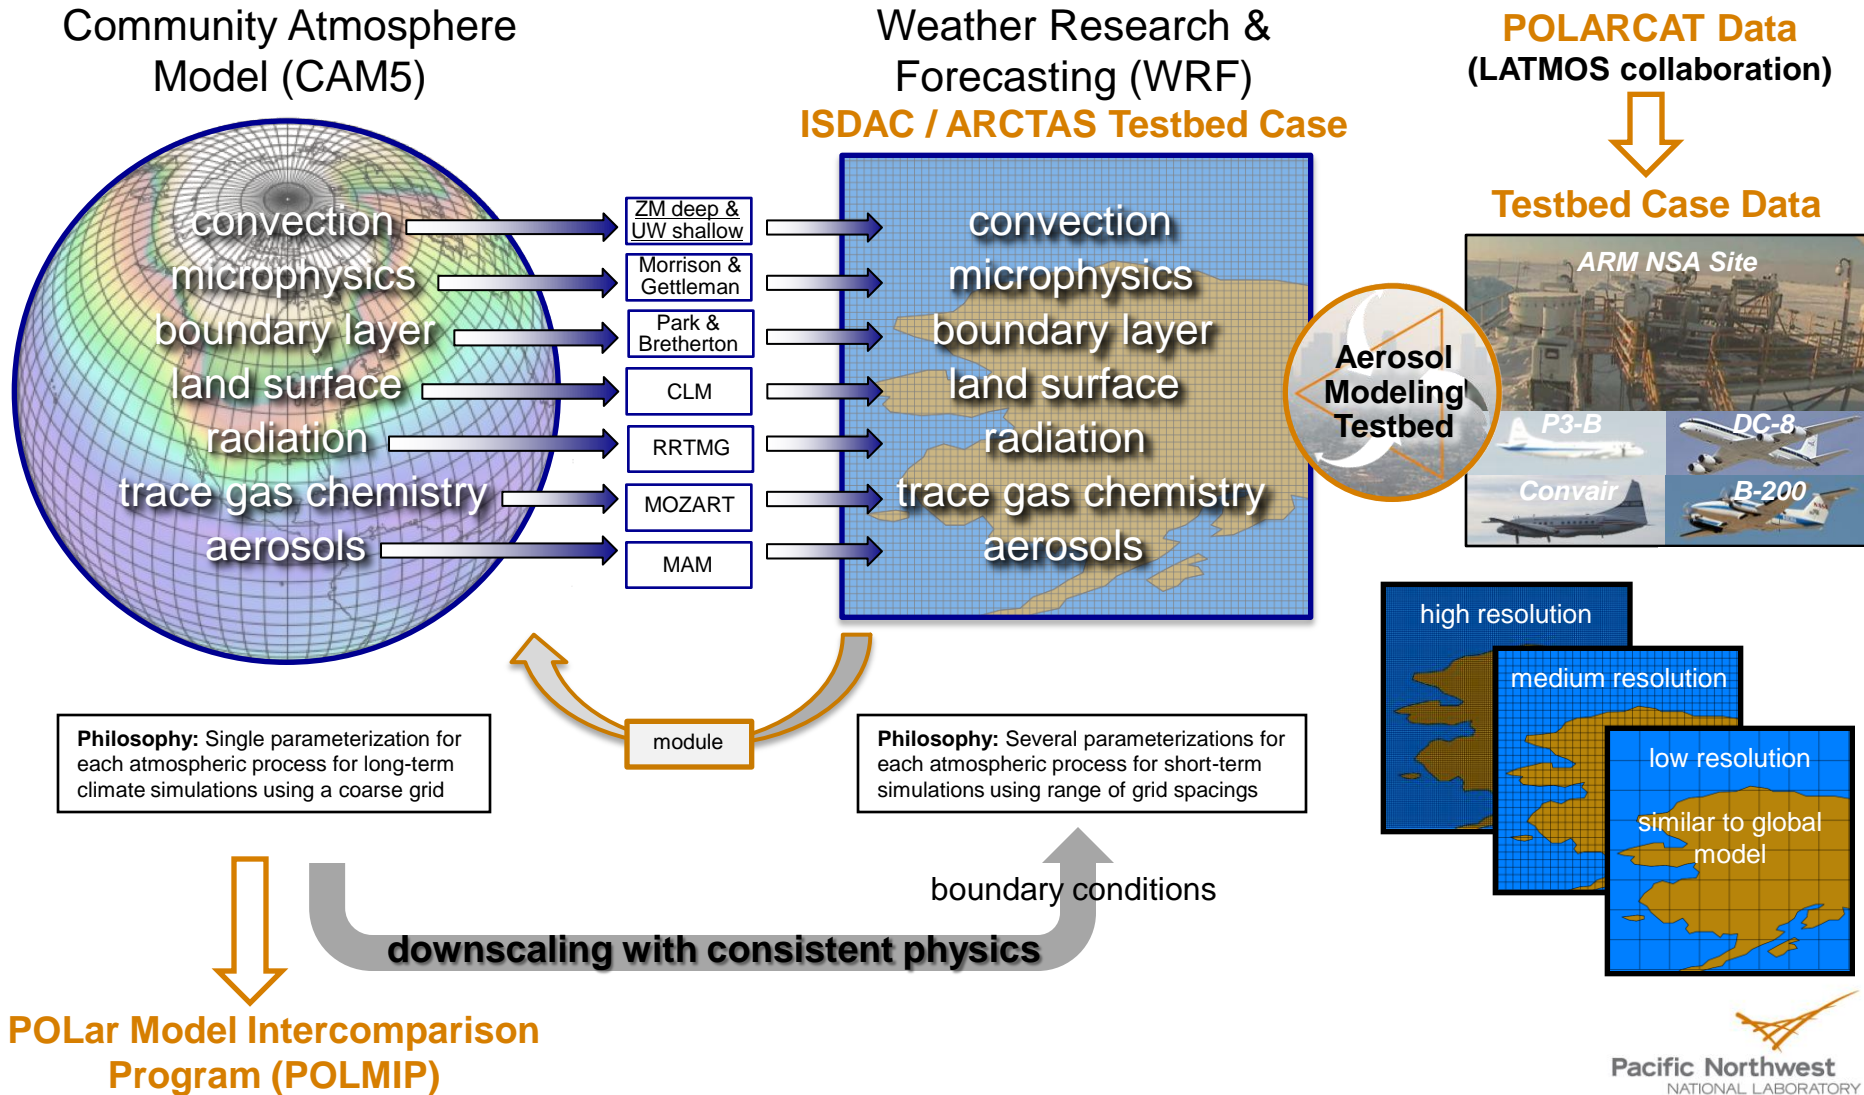 Community Atmosphere
Model (CAM5)
Weather Research &
Forecasting (WRF)
ISDAC / ARCTAS Testbed Case
POLARCAT Data
(LATMOS collaboration)
Testbed Case Data
convection
microphysics
boundary layer
land surface
radiation
trace gas chemistry
aerosols
ZM deep &
UW shallow
Morrison &
Gettleman
Park &
Bretherton
CLM
RRTMG
MOZART
MAM
convection
microphysics
boundary layer
land surface
radiation
trace gas chemistry
aerosols
Aerosol
Modeling
Testbed
ARM NSA Site
P3-B
DC-8
Convair
B-200
high resolution
medium resolution
low resolution
similar to global
model
module
Philosophy: Single parameterization for
each atmospheric process for long-term
climate simulations using a coarse grid
Philosophy: Several parameterizations for
each atmospheric process for short-term
simulations using range of grid spacings
boundary conditions
downscaling with consistent physics
POLar Model Intercomparison
Program (POLMIP)
Pacific Northwest
NATIONAL LABORATORY